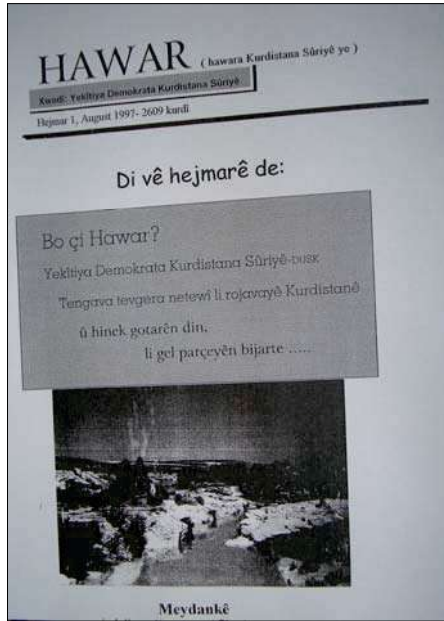 HAWAR ( hawara Kurdistana Sûriyê ye )
Xwedî: Yekîtiya Demokrata Kurdistana Sûriyê
Hejmar 1, August 1997- 2609 kurdî
Di vê hejmarê de:
Bo çi Hawar?
Yekîtiya Demokrata Kurdistana Sûriyê-DUSK
Tengava tevgera netewî li rojavayê Kurdistanê
û hinek gotarên din,
li gel parçeyên bijarte .....
Meydankê